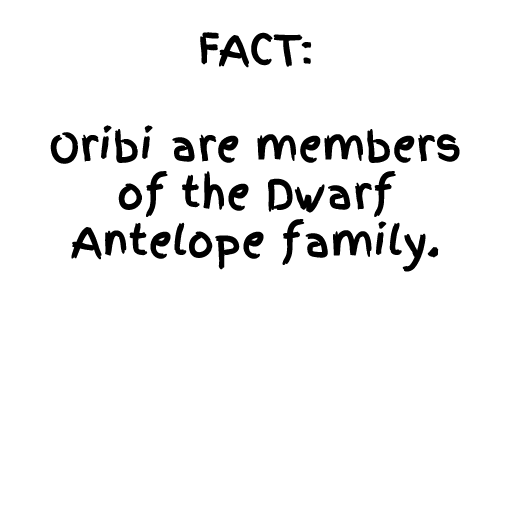 FACT:
Oribi are members
of the Dwarf
Antelope family.